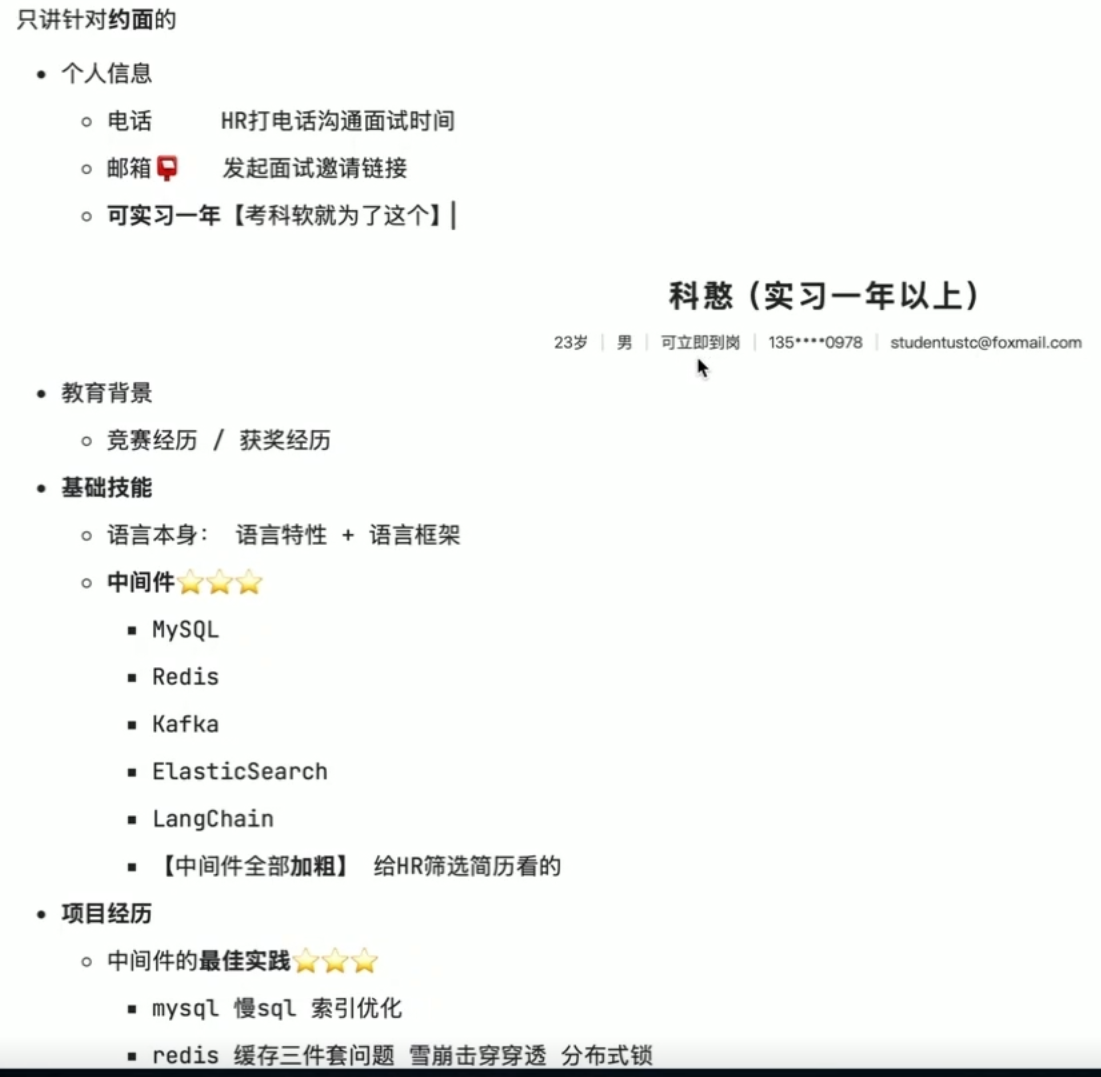 只讲针对约面的
• 个人信息
○ 电话 HR打电话沟通面试时间
○ 邮箱📮 发起面试邀请链接
○ 可实习一年【考科软就为了这个】
科憨（实习一年以上）
23岁 | 男 | 可立即到岗 | 135****0978 | studentustc@foxmail.com
• 教育背景
○ 竞赛经历 / 获奖经历
• 基础技能
○ 语言本身： 语言特性 + 语言框架
○ 中间件⭐⭐⭐
▪ MySQL
▪ Redis
▪ Kafka
▪ ElasticSearch
▪ LangChain
▪ 【中间件全部加粗】 给HR筛选简历看的
• 项目经历
○ 中间件的最佳实践⭐⭐⭐
▪ mysql 慢sql 索引优化
▪ redis 缓存三件套问题 雪崩击穿穿透 分布式锁